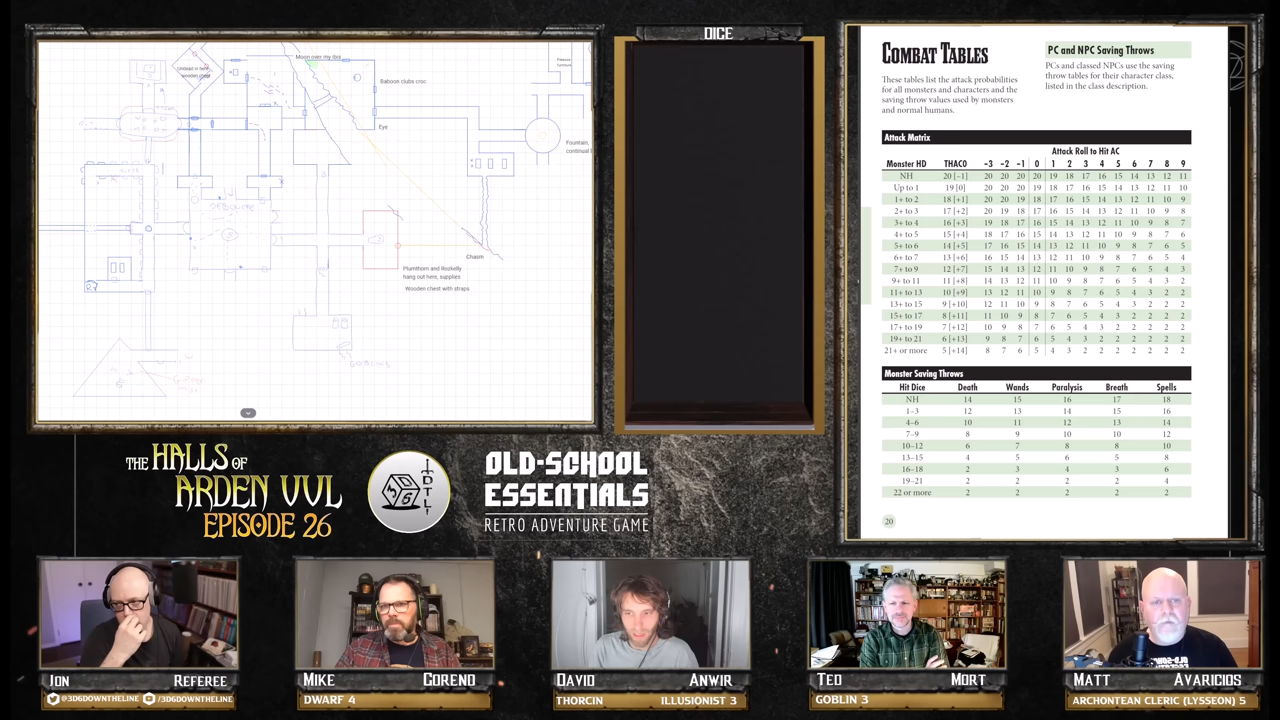 DICE
Moon over my ibis
Undead in here
wooden chest
Baboon clubs croc
Eye
Fountain,
continual l
Chasm
Plumthorn and Rozkelly
hang out here, supplies
Wooden chest with straps
COMBAT TABLES
These tables list the attack probabilities
for all monsters and characters and the
saving throw values used by monsters
and normal humans.
PC and NPC Saving Throws
PCs and classed NPCs use the saving
throw tables for their character class,
listed in the class description.
Attack Matrix
Attack Roll to Hit AC
Monster HD THAC0 −3 −2 −1 0 1 2 3 4 5 6 7 8 9
NH 20 [−1] 20 20 20 20 19 18 17 16 15 14 13 12 11
Up to 1 19 [0] 20 20 20 19 18 17 16 15 14 13 12 11 10
1+ to 2 18 [+1] 20 20 19 18 17 16 15 14 13 12 11 10 9
2+ to 3 17 [+2] 20 19 18 17 16 15 14 13 12 11 10 9 8
3+ to 4 16 [+3] 19 18 17 16 15 14 13 12 11 10 9 8 7
4+ to 5 15 [+4] 18 17 16 15 14 13 12 11 10 9 8 7 6
5+ to 6 14 [+5] 17 16 15 14 13 12 11 10 9 8 7 6 5
6+ to 7 13 [+6] 16 15 14 13 12 11 10 9 8 7 6 5 4
7+ to 9 12 [+7] 15 14 13 12 11 10 9 8 7 6 5 4 3
9+ to 11 11 [+8] 14 13 12 11 10 9 8 7 6 5 4 3 2
11+ to 13 10 [+9] 13 12 11 10 9 8 7 6 5 4 3 2 2
13+ to 15 9 [+10] 12 11 10 9 8 7 6 5 4 3 2 2 2
15+ to 17 8 [+11] 11 10 9 8 7 6 5 4 3 2 2 2 2
17+ to 19 7 [+12] 10 9 8 7 6 5 4 3 2 2 2 2 2
19+ to 21 6 [+13] 9 8 7 6 5 4 3 2 2 2 2 2 2
21+ or more 5 [+14] 8 7 6 5 4 3 2 2 2 2 2 2 2
Monster Saving Throws
Hit Dice Death Wands Paralysis Breath Spells
NH 14 15 16 17 18
1–3 12 13 14 15 16
4–6 10 11 12 13 14
7–9 8 9 10 10 12
10–12 6 7 8 8 10
13–15 4 5 6 5 8
16–18 2 3 4 3 6
19–21 2 2 2 2 4
22 or more 2 2 2 2 2
20
THE HALLS OF
ARDEN VUL
EPISODE 26
3D6
DTL
OLD-SCHOOL
ESSENTIALS
RETRO ADVENTURE GAME
JON REFEREE
@3D6DOWNTHELINE /3D6DOWNTHELINE
MIKE GORENO
DWARF 4
DAVID ANWIR
THORCIN ILLUSIONIST 3
TED MORT
GOBLIN 3
MATT AVARICIOS
ARCHONTEAN CLERIC (LYSSEON) 5